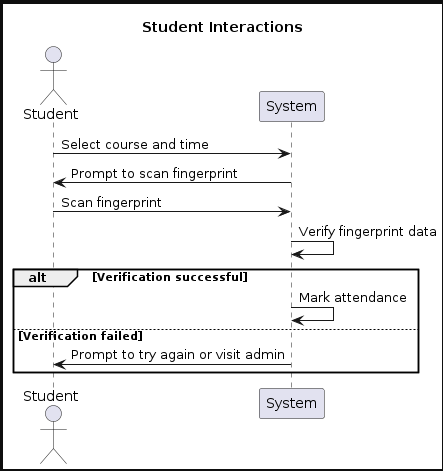 Student Interactions
Student
System
Select course and time
Prompt to scan fingerprint
Scan fingerprint
Verify fingerprint data
alt [Verification successful]
Mark attendance
[Verification failed]
Prompt to try again or visit admin
Student
System